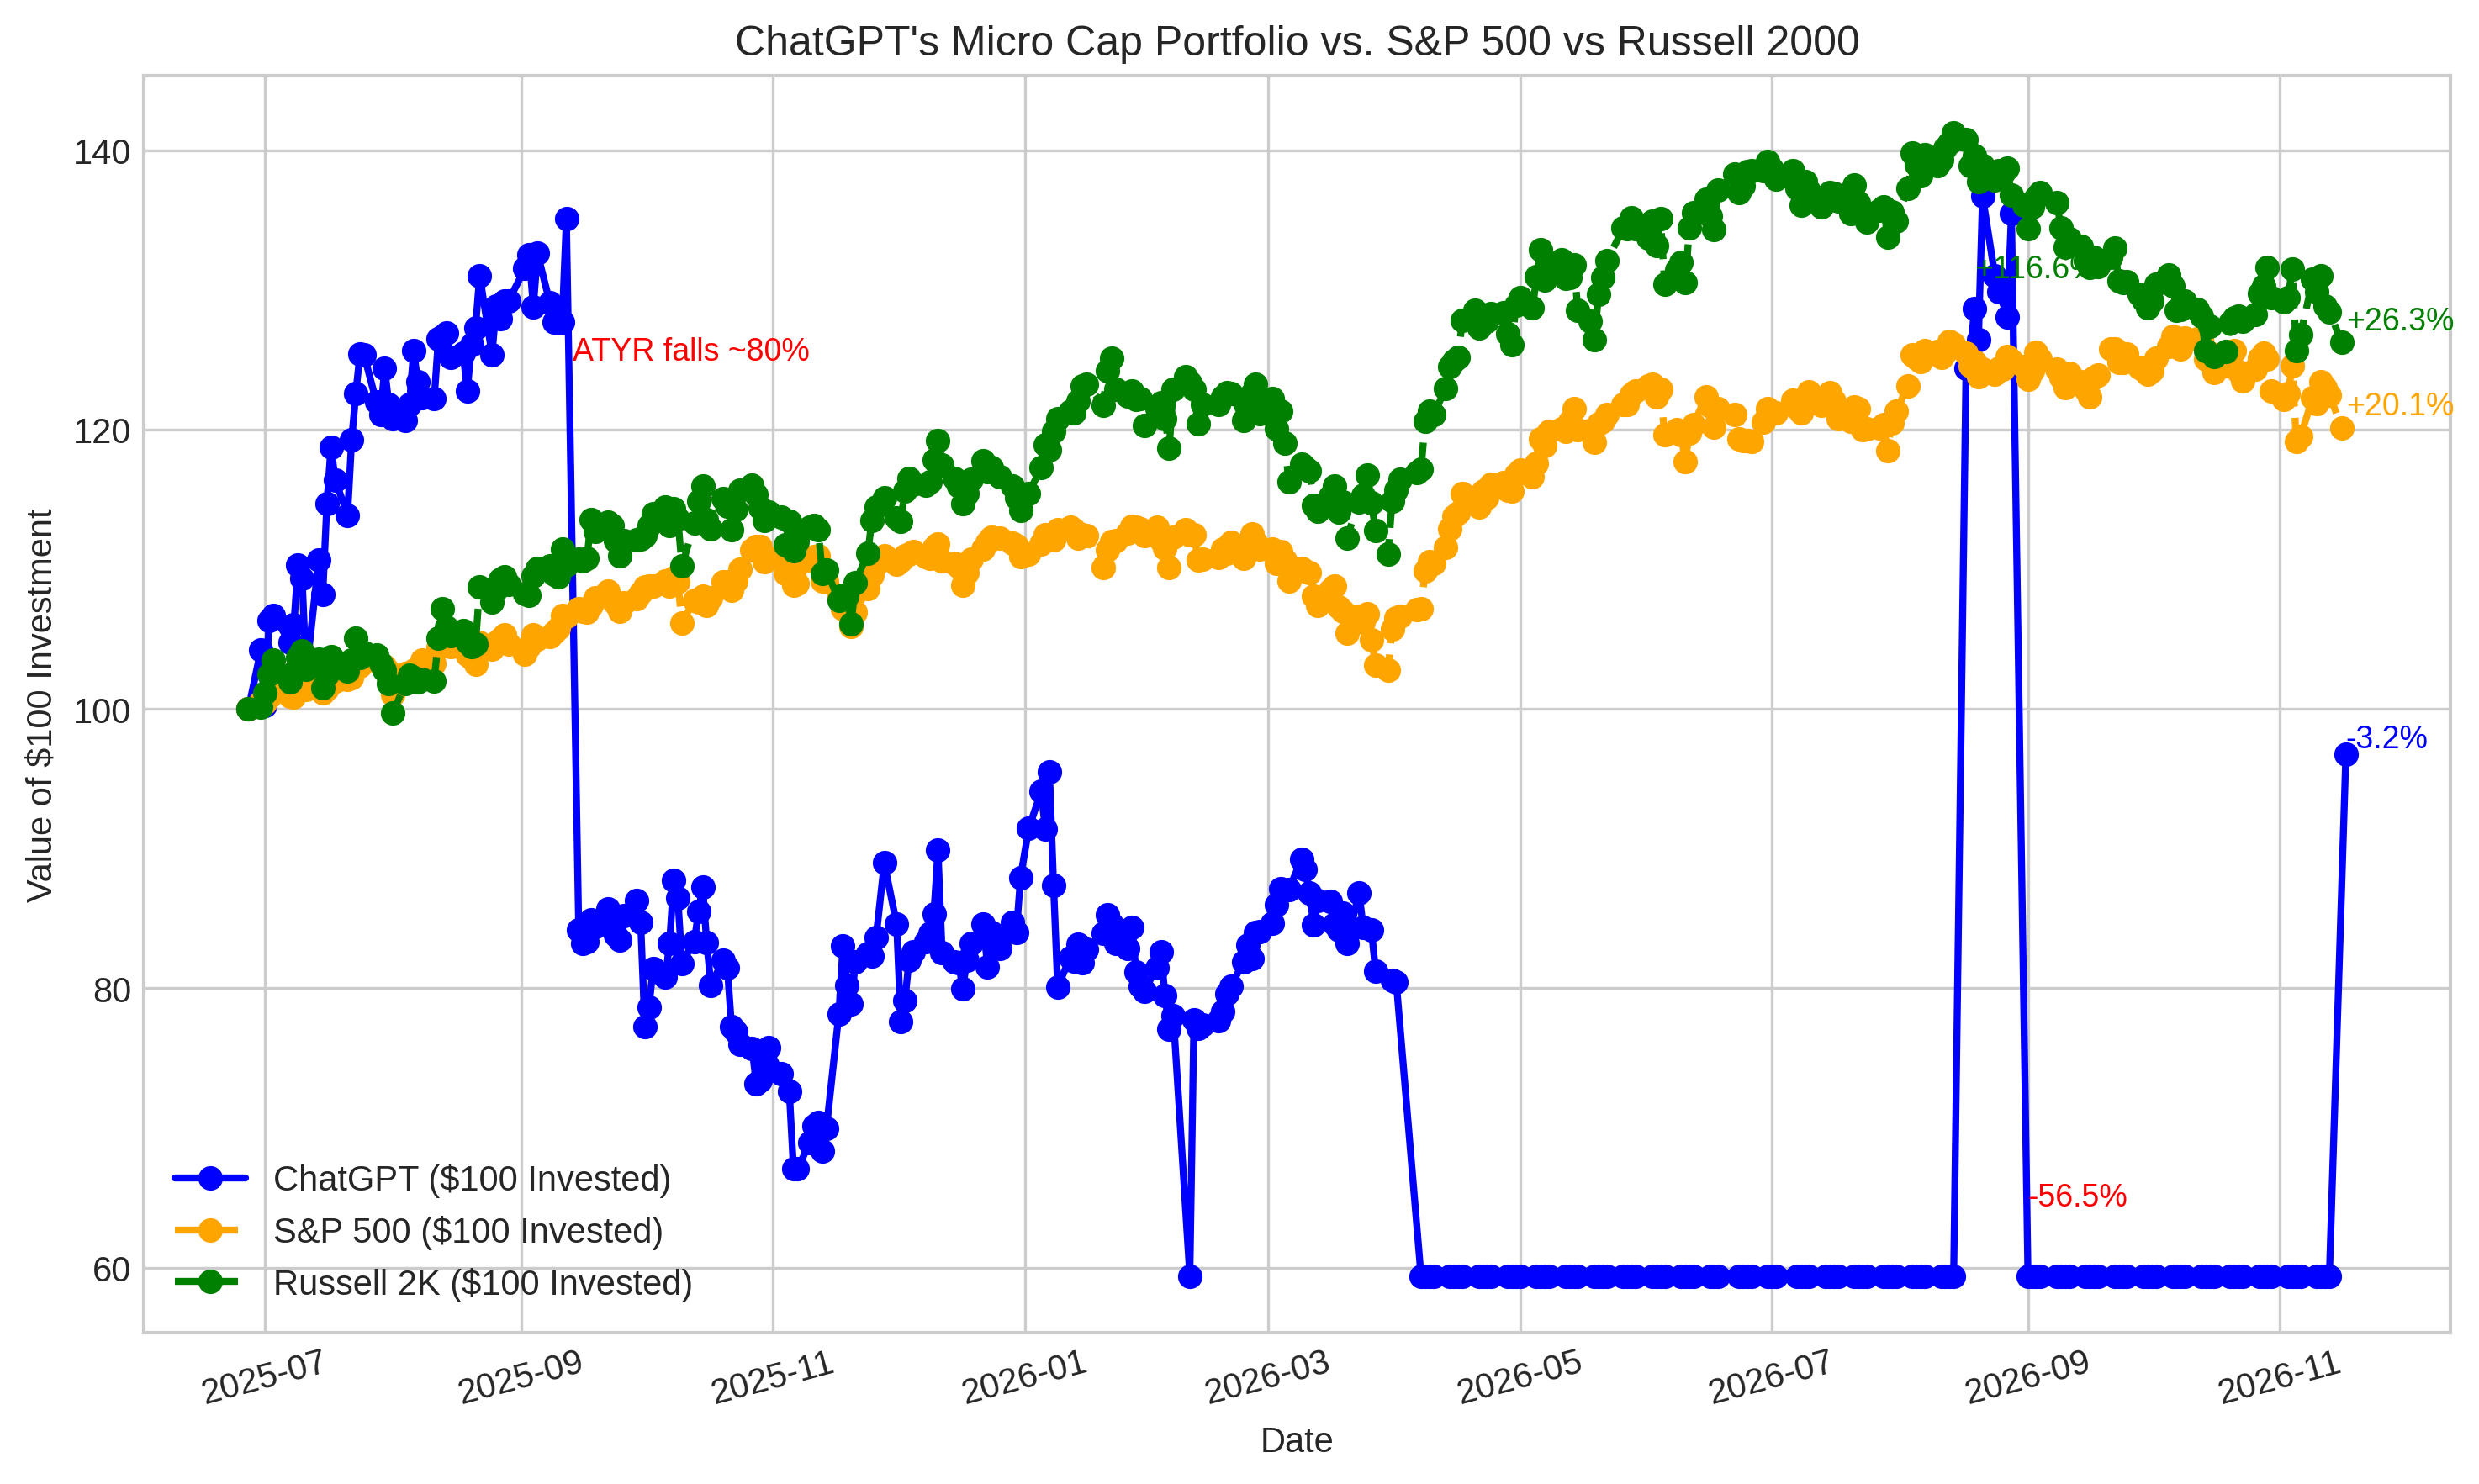 ChatGPT's Micro Cap Portfolio vs. S&P 500 vs Russell 2000
Value of $100 Investment
140
120
100
80
60
+116.6%
+26.3%
ATYR falls ~80%
+20.1%
-3.2%
-56.5%
ChatGPT ($100 Invested)
S&P 500 ($100 Invested)
Russell 2K ($100 Invested)
2025-07
2025-09
2025-11
2026-01
2026-03
2026-05
2026-07
2026-09
2026-11
Date